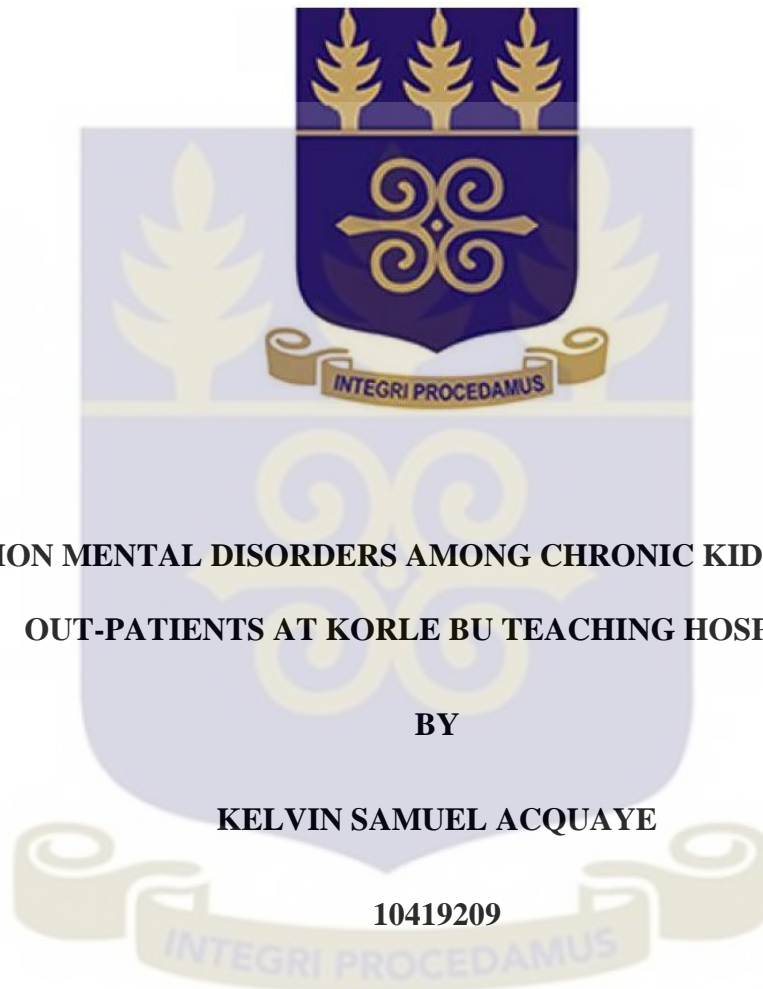 INTEGRI PROCEDAMUS
ION MENTAL DISORDERS AMONG CHRONIC KID
OUT-PATIENTS AT KORLE BU TEACHING HOSP
BY
KELVIN SAMUEL ACQUAYE
10419209
INTEGRI PROCEDAMUS